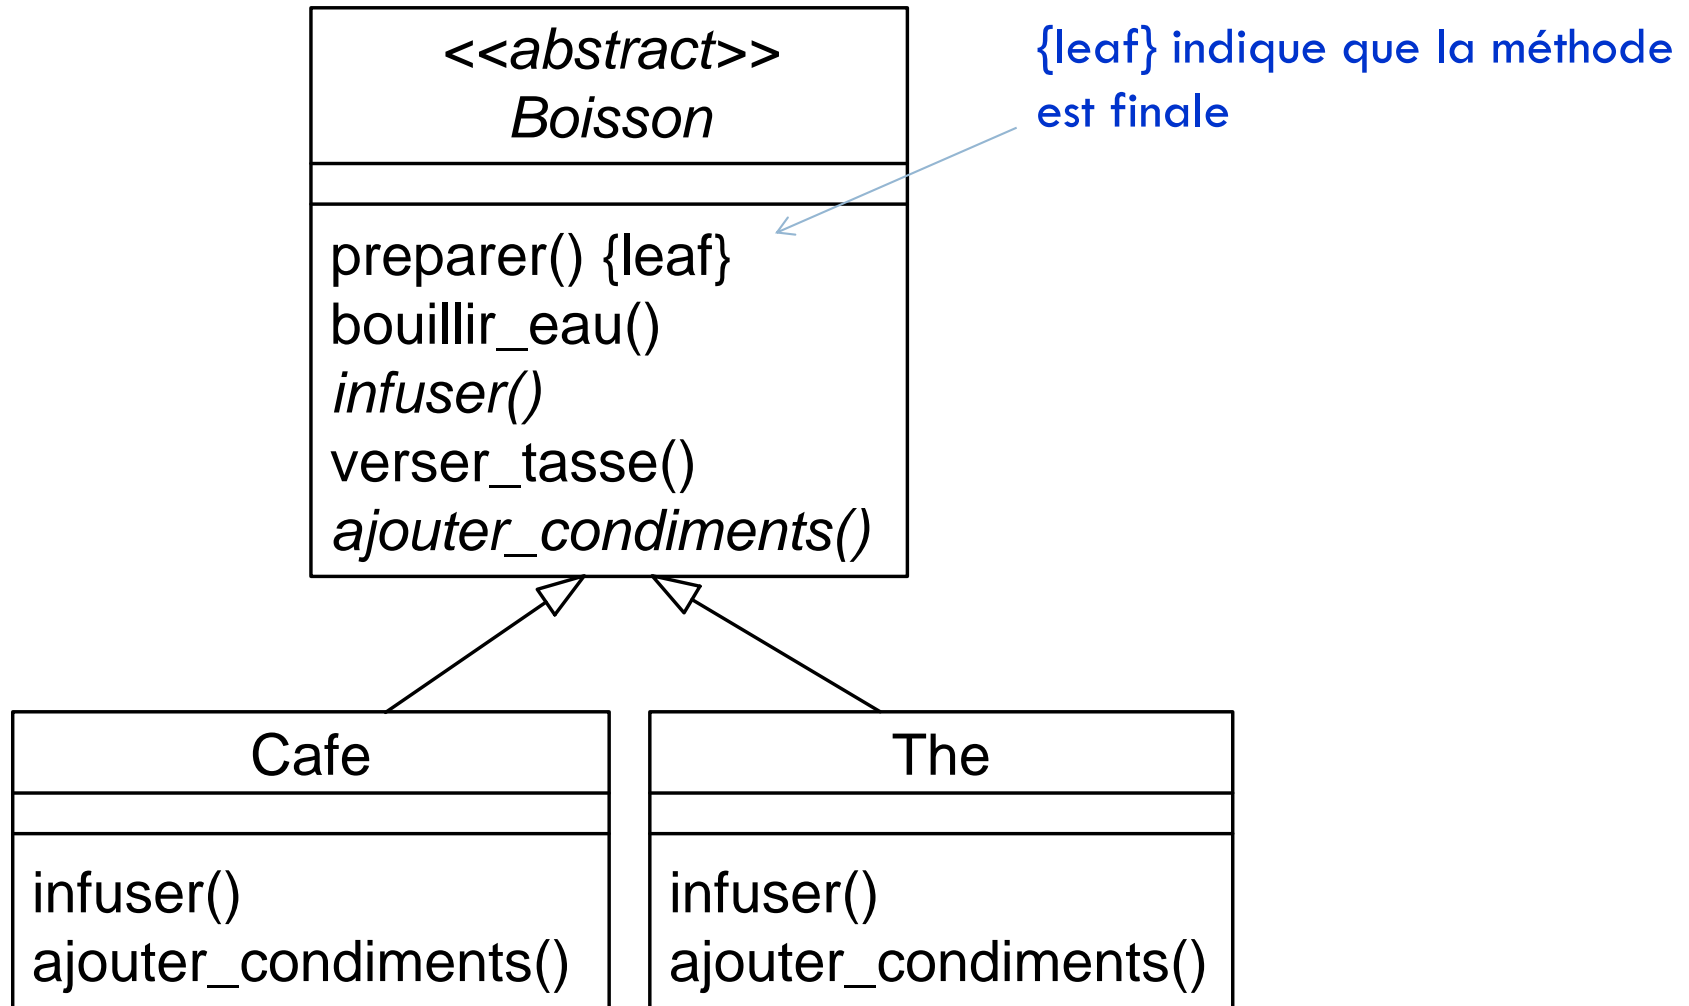 <<abstract>>
Boisson
{leaf} indique que la méthode
est finale
preparer() {leaf}
bouillir_eau()
infuser()
verser_tasse()
ajouter_condiments()
Cafe
infuser()
ajouter_condiments()
The
infuser()
ajouter_condiments()